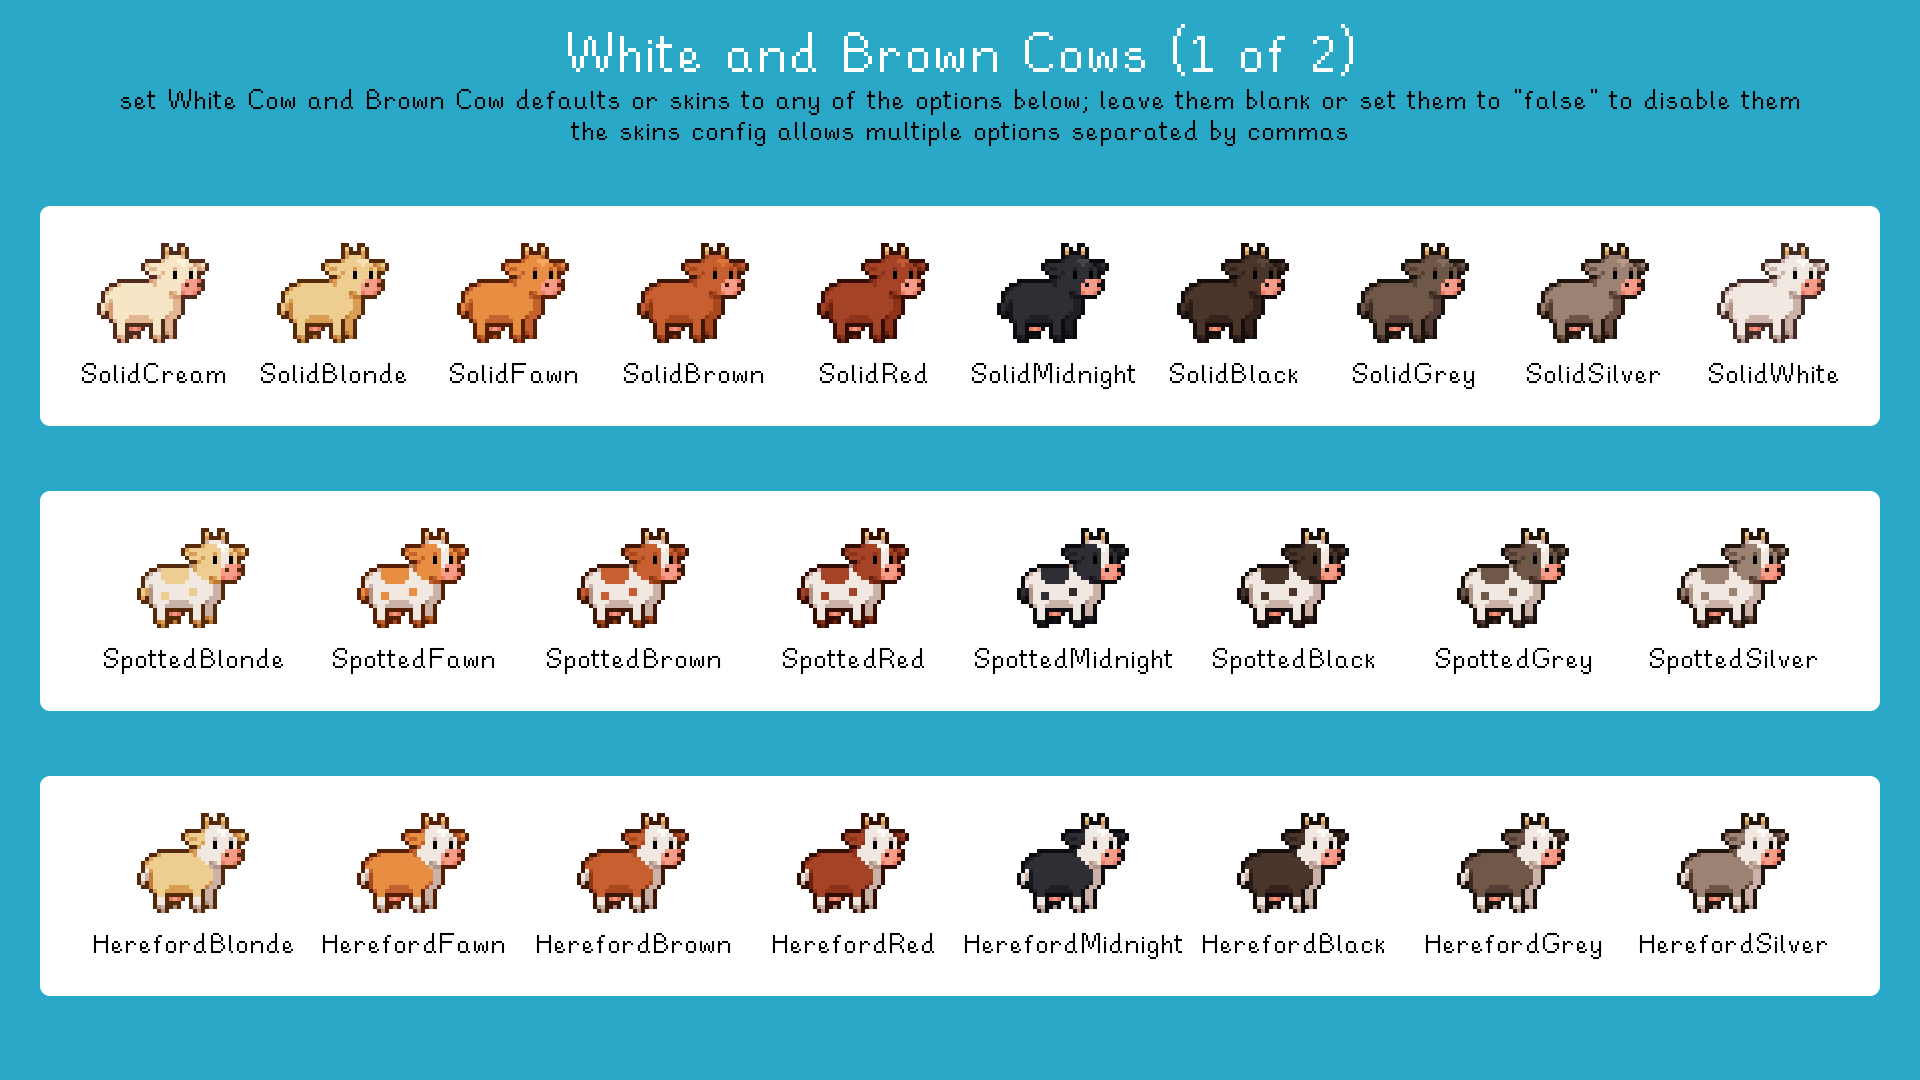 White and Brown Cows (1 of 2)
set White Cow and Brown Cow defaults or skins to any of the options below; leave them blank or set them to "false" to disable them
the skins config allows multiple options separated by commas
SolidCream SolidBlonde SolidFawn SolidBrown SolidRed SolidMidnight SolidBlack SolidGrey SolidSilver SolidWhite
SpottedBlonde SpottedFawn SpottedBrown SpottedRed SpottedMidnight SpottedBlack SpottedGrey SpottedSilver
HerefordBlonde HerefordFawn HerefordBrown HerefordRed HerefordMidnight HerefordBlack HerefordGrey HerefordSilver